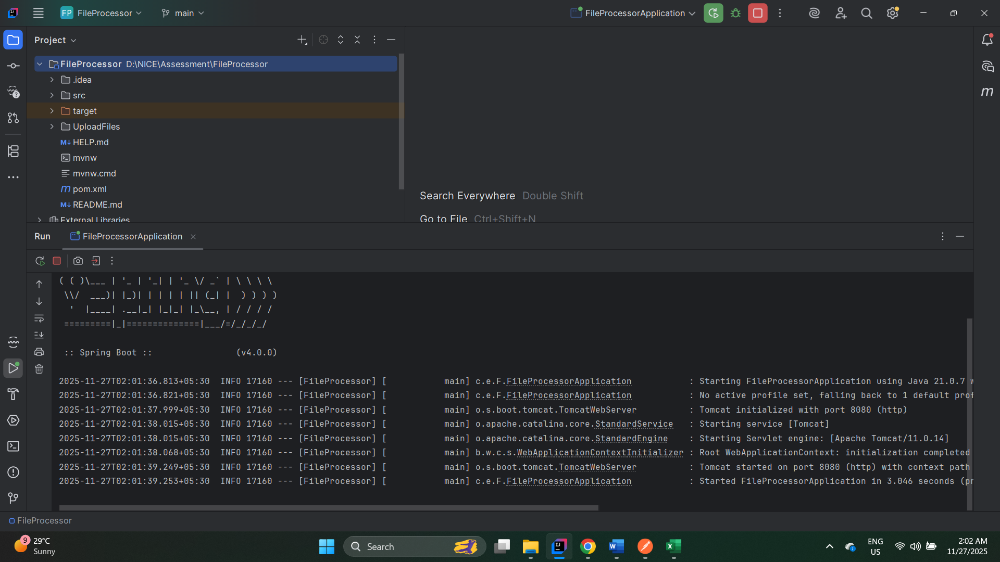 FP FileProcessor main FileProcessorApplication
Project
FileProcessor D:\NICE\Assessment\FileProcessor
.idea
src
target
UploadFiles
M↓ HELP.md
mvnw
mvnw.cmd
m pom.xml
M↓ README.md
External Libraries
Search Everywhere Double Shift
Go to File Ctrl+Shift+N
Run FileProcessorApplication
( ( )\___ | '_ | '_| | '_ \/ _` | \ \ \ \
\\/  ___)| |_)| | | | | || (_| |  ) ) ) )
'  |____| .__|_| |_|_| |_\__, | / / / /
=========|_|==============|___/=/_/_/_/
:: Spring Boot :: (v4.0.0)
2025-11-27T02:01:36.813+05:30 INFO 17160 --- [FileProcessor] [ main] c.e.F.FileProcessorApplication : Starting FileProcessorApplication using Java 21.0.7 w
2025-11-27T02:01:36.821+05:30 INFO 17160 --- [FileProcessor] [ main] c.e.F.FileProcessorApplication : No active profile set, falling back to 1 default prof
2025-11-27T02:01:37.999+05:30 INFO 17160 --- [FileProcessor] [ main] o.s.boot.tomcat.TomcatWebServer : Tomcat initialized with port 8080 (http)
2025-11-27T02:01:38.015+05:30 INFO 17160 --- [FileProcessor] [ main] o.apache.catalina.core.StandardService : Starting service [Tomcat]
2025-11-27T02:01:38.015+05:30 INFO 17160 --- [FileProcessor] [ main] o.apache.catalina.core.StandardEngine : Starting Servlet engine: [Apache Tomcat/11.0.14]
2025-11-27T02:01:38.068+05:30 INFO 17160 --- [FileProcessor] [ main] b.w.c.s.WebApplicationContextInitializer : Root WebApplicationContext: initialization completed
2025-11-27T02:01:39.249+05:30 INFO 17160 --- [FileProcessor] [ main] o.s.boot.tomcat.TomcatWebServer : Tomcat started on port 8080 (http) with context path
2025-11-27T02:01:39.253+05:30 INFO 17160 --- [FileProcessor] [ main] c.e.F.FileProcessorApplication : Started FileProcessorApplication in 3.046 seconds (pr
FileProcessor
9 29°C
Sunny
Search
ENG
US
2:02 AM
11/27/2025